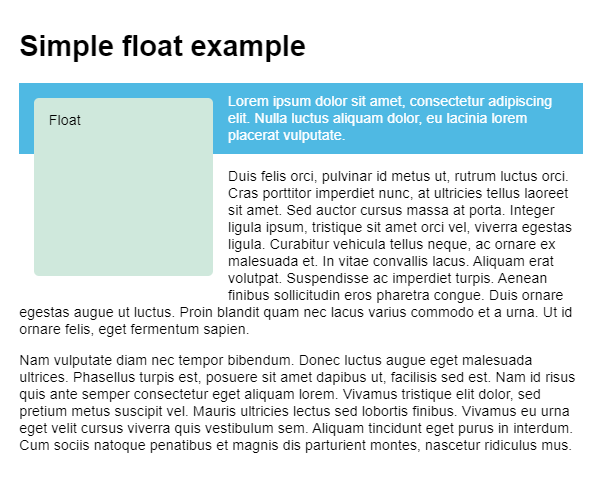 Simple float example
Float
Lorem ipsum dolor sit amet, consectetur adipiscing
elit. Nulla luctus aliquam dolor, eu lacinia lorem
placerat vulputate.
Duis felis orci, pulvinar id metus ut, rutrum luctus orci.
Cras porttitor imperdiet nunc, at ultricies tellus laoreet
sit amet. Sed auctor cursus massa at porta. Integer
ligula ipsum, tristique sit amet orci vel, viverra egestas
ligula. Curabitur vehicula tellus neque, ac ornare ex
malesuada et. In vitae convallis lacus. Aliquam erat
volutpat. Suspendisse ac imperdiet turpis. Aenean
finibus sollicitudin eros pharetra congue. Duis ornare
egestas augue ut luctus. Proin blandit quam nec lacus varius commodo et a urna. Ut id
ornare felis, eget fermentum sapien.
Nam vulputate diam nec tempor bibendum. Donec luctus augue eget malesuada
ultrices. Phasellus turpis est, posuere sit amet dapibus ut, facilisis sed est. Nam id risus
quis ante semper consectetur eget aliquam lorem. Vivamus tristique elit dolor, sed
pretium metus suscipit vel. Mauris ultricies lectus sed lobortis finibus. Vivamus eu urna
eget velit cursus viverra quis vestibulum sem. Aliquam tincidunt eget purus in interdum.
Cum sociis natoque penatibus et magnis dis parturient montes, nascetur ridiculus mus.